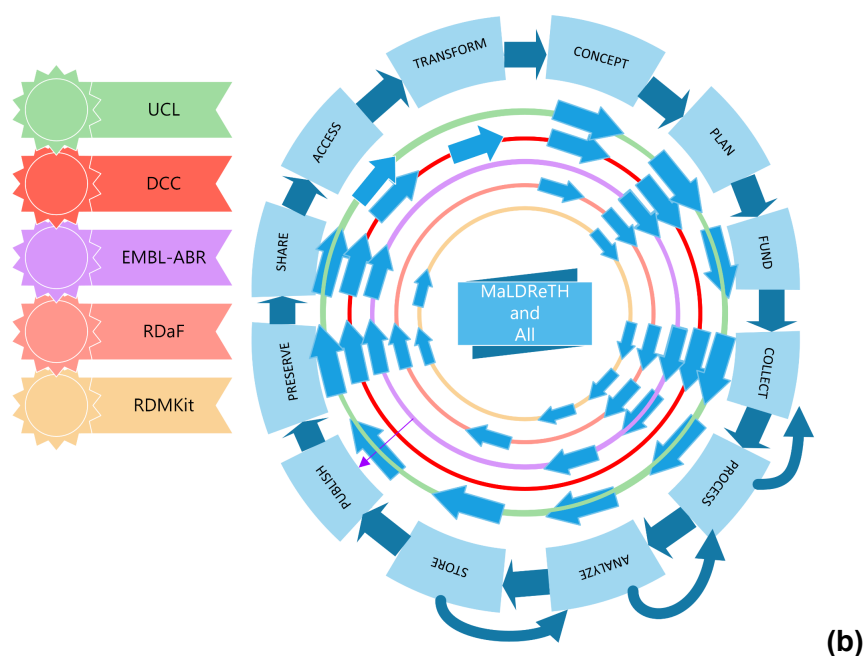 UCL
DCC
EMBL-ABR
RDaF
RDMKit
CONCEPT
PLAN
FUND
COLLECT
PROCESS
ANALYZE
STORE
PUBLISH
PRESERVE
SHARE
ACCESS
TRANSFORM
MaLDReTH
and
All
(b)